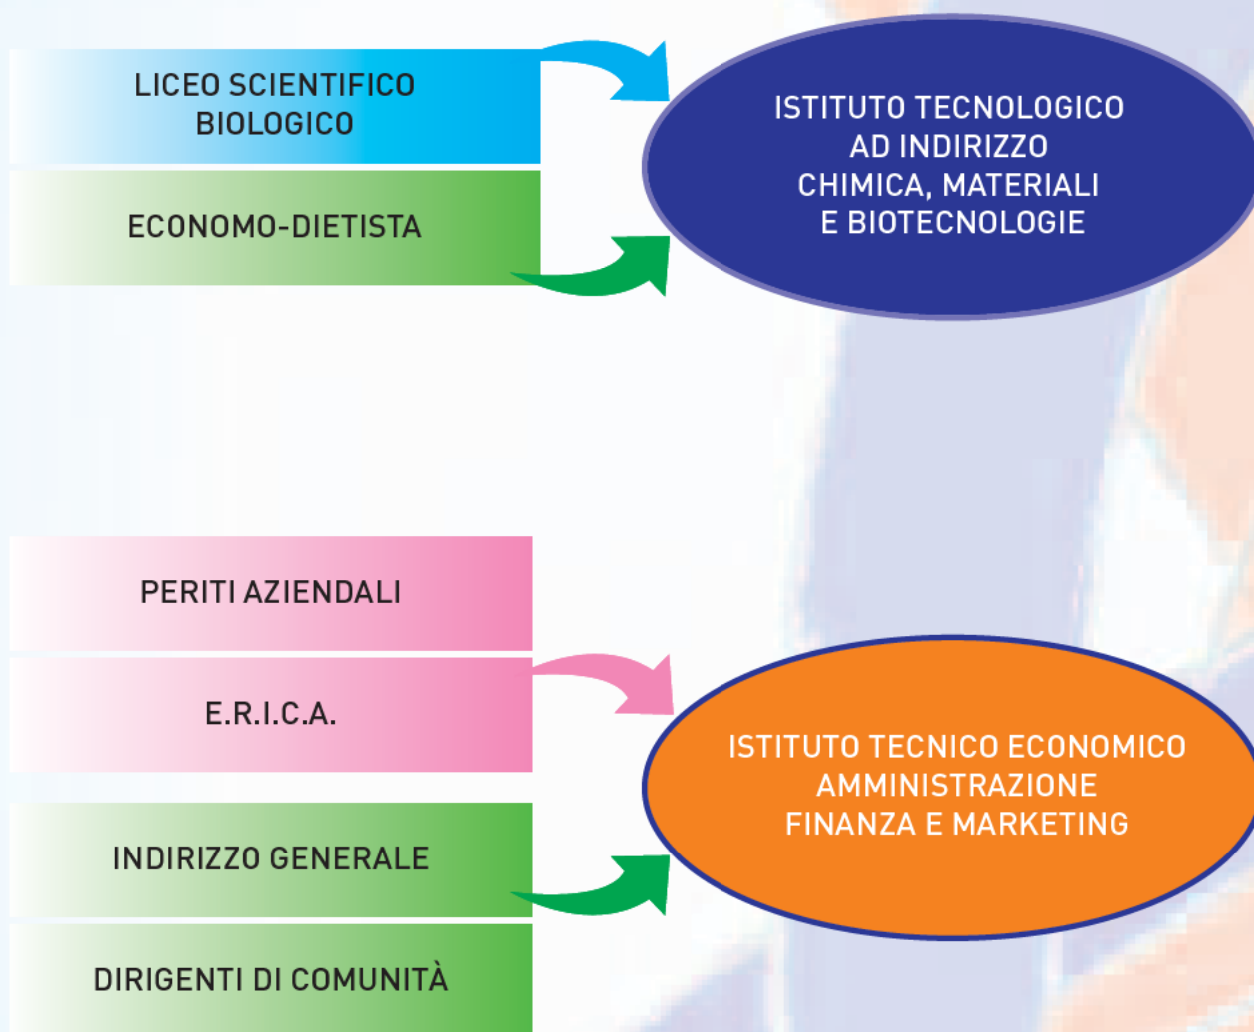 LICEO SCIENTIFICO
BIOLOGICO
ECONOMO-DIETISTA
ISTITUTO TECNOLOGICO
AD INDIRIZZO
CHIMICA, MATERIALI
E BIOTECNOLOGIE
PERITI AZIENDALI
E.R.I.C.A.
INDIRIZZO GENERALE
DIRIGENTI DI COMUNITÀ
ISTITUTO TECNICO ECONOMICO
AMMINISTRAZIONE
FINANZA E MARKETING